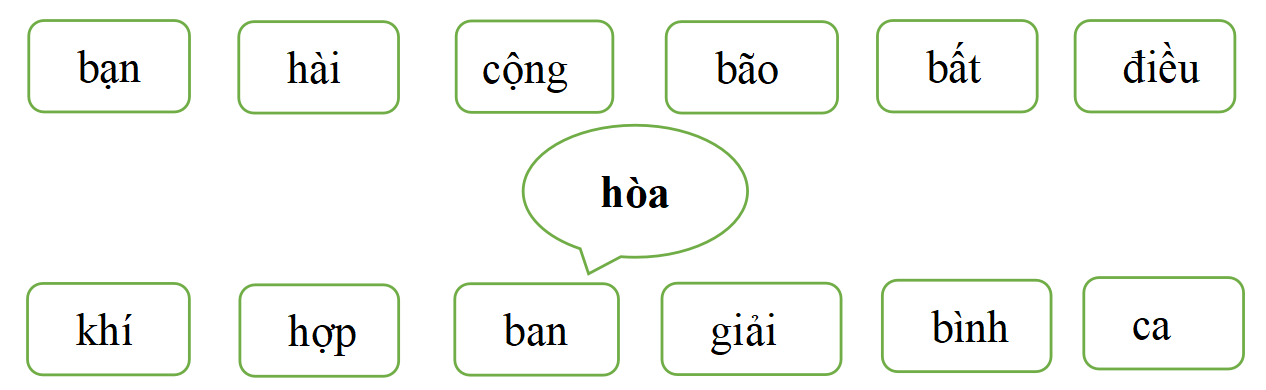 bạn hài cộng bão bất điều
hòa
khí hợp ban giải bình ca